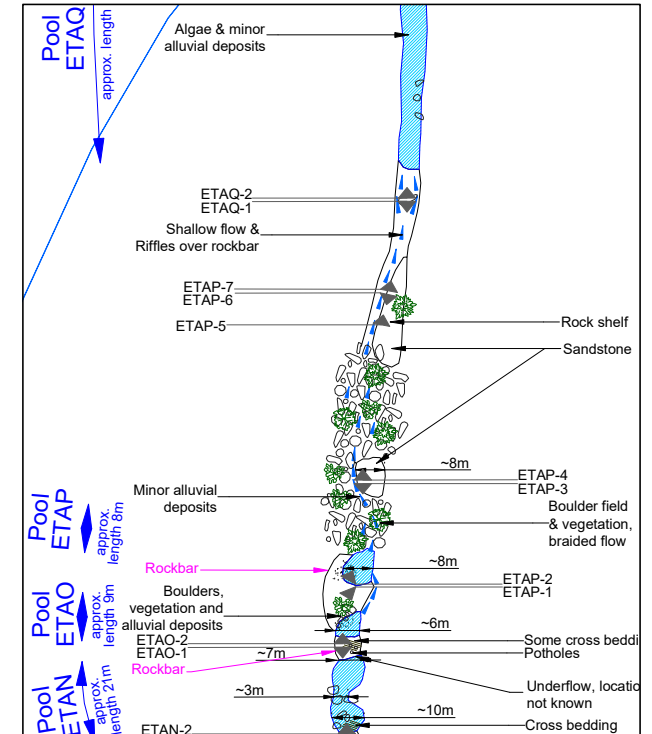 Pool
ETAQ
approx. length
Algae & minor
alluvial deposits
ETAQ-2
ETAQ-1
Shallow flow &
Riffles over rockbar
ETAP-7
ETAP-6
ETAP-5
Rock shelf
Sandstone
~8m
ETAP-4
ETAP-3
Minor alluvial
deposits
Boulder field
& vegetation,
braided flow
Pool
ETAP
approx.
length 8m
Rockbar
~8m
ETAP-2
ETAP-1
Boulders,
vegetation and
alluvial deposits
Pool
ETAO
approx.
length 9m
~6m
ETAO-2
ETAO-1
Some cross beddi
Potholes
~7m
Rockbar
Underflow, locatio
not known
Pool
ETAN
approx.
length 21m
~3m
~10m
ETAN-2
Cross bedding